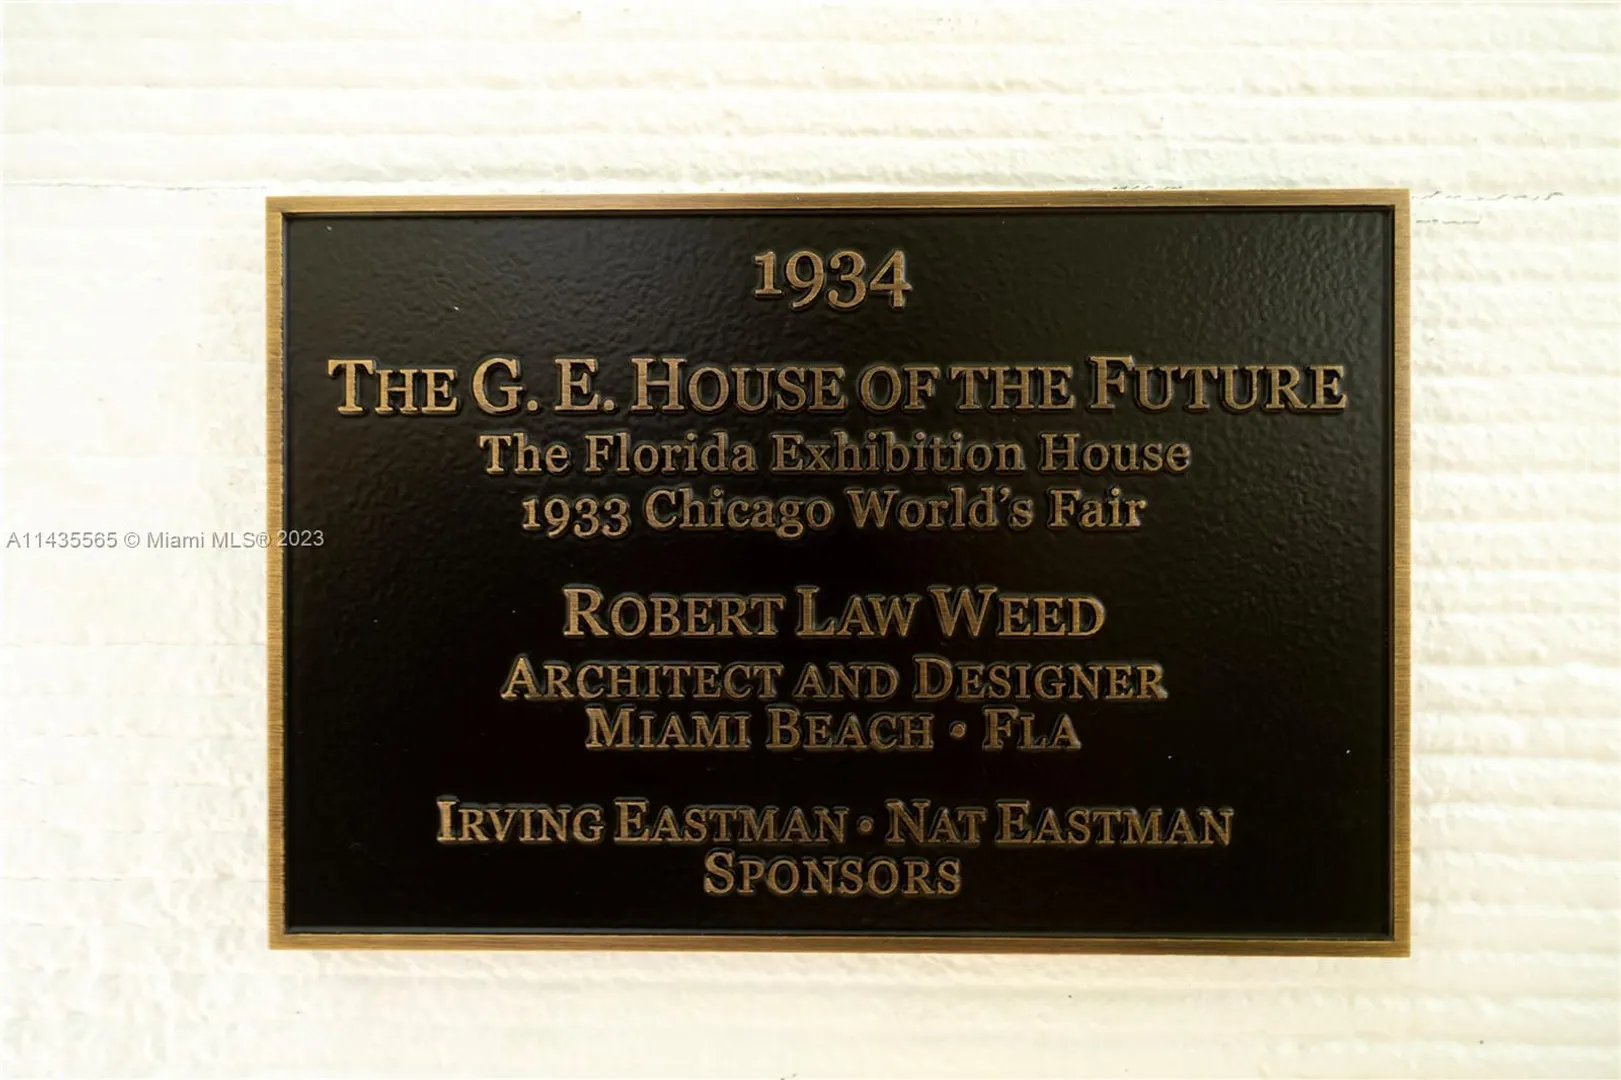 1934
THE G. E. HOUSE OF THE FUTURE
The Florida Exhibition House
1933 Chicago World's Fair
A11435565 © Miami MLS® 2023
ROBERT LAW WEED
ARCHITECT AND DESIGNER
MIAMI BEACH • FLA
IRVING EASTMAN • NAT EASTMAN
SPONSORS